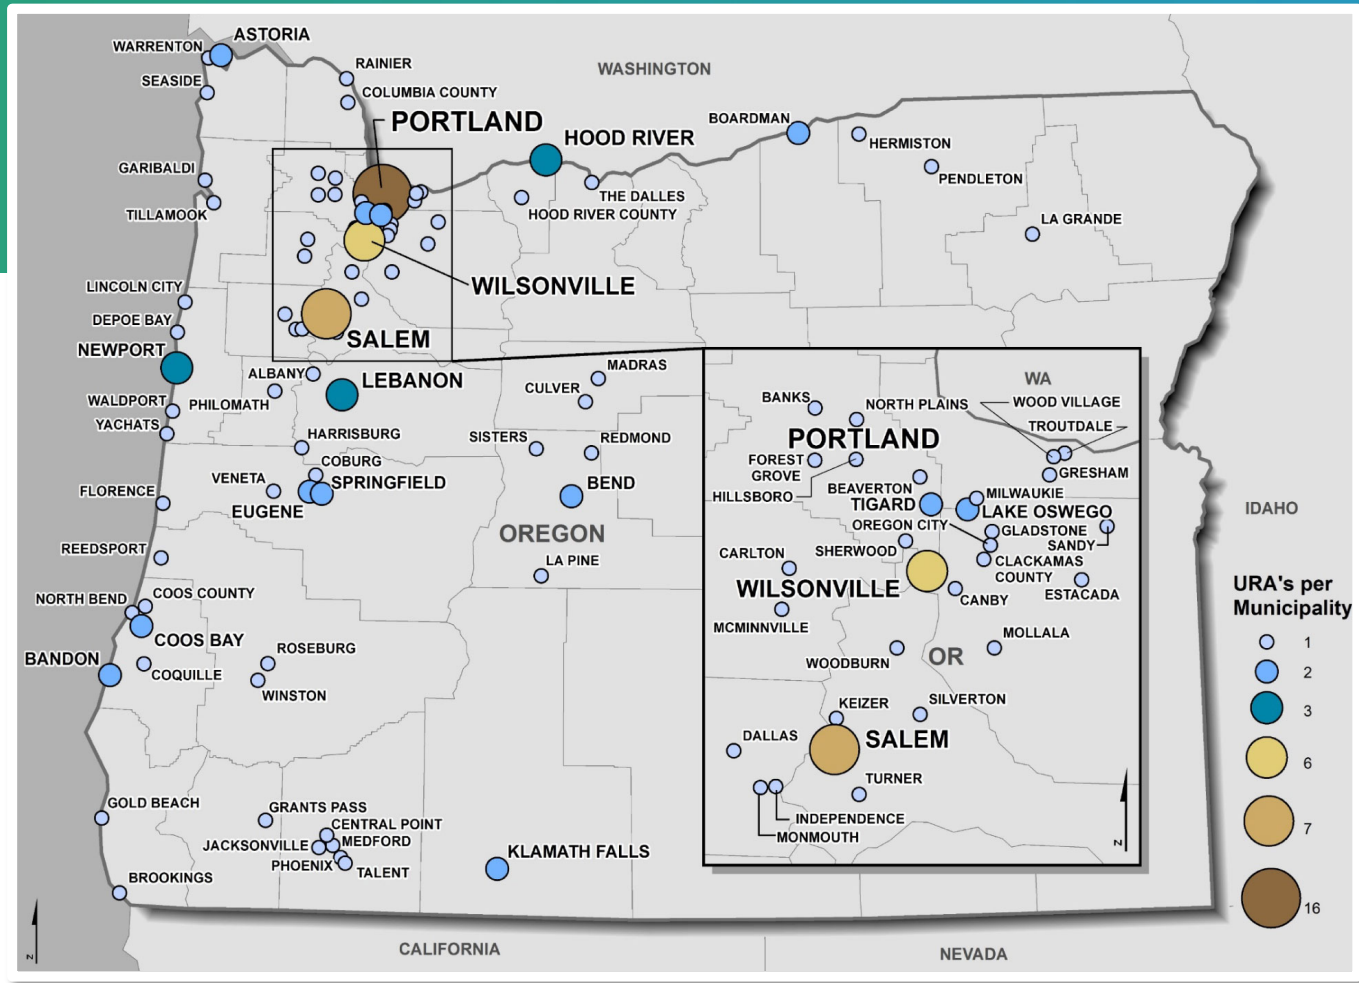 WARRENTON
ASTORIA
SEASIDE
RAINIER
COLUMBIA COUNTY
WASHINGTON
PORTLAND
HOOD RIVER
BOARDMAN
HERMISTON
PENDLETON
LA GRANDE
GARIBALDI
TILLAMOOK
THE DALLES
HOOD RIVER COUNTY
WILSONVILLE
LINCOLN CITY
DEPOE BAY
NEWPORT
SALEM
ALBANY
LEBANON
PHILOMATH
WALDPORT
YACHATS
MADRAS
CULVER
HARRISBURG
SISTERS
REDMOND
COBURG
VENETA
SPRINGFIELD
EUGENE
BEND
FLORENCE
OREGON
REEDSPORT
LA PINE
NORTH BEND
COOS COUNTY
COOS BAY
BANDON
COQUILLE
ROSEBURG
WINSTON
GOLD BEACH
GRANTS PASS
CENTRAL POINT
JACKSONVILLE
MEDFORD
PHOENIX
TALENT
KLAMATH FALLS
BROOKINGS
CALIFORNIA
NEVADA
IDAHO
N
WA
BANKS
NORTH PLAINS
WOOD VILLAGE
TROUTDALE
PORTLAND
FOREST
GROVE
HILLSBORO
GRESHAM
BEAVERTON
TIGARD
MILWAUKIE
LAKE OSWEGO
OREGON CITY
GLADSTONE
SANDY
SHERWOOD
CLACKAMAS
COUNTY
CARLTON
WILSONVILLE
CANBY
ESTACADA
MCMINNVILLE
MOLLALA
WOODBURN
OR
KEIZER
SILVERTON
DALLAS
SALEM
TURNER
INDEPENDENCE
MONMOUTH
N
URA's per
Municipality
1
2
3
6
7
16